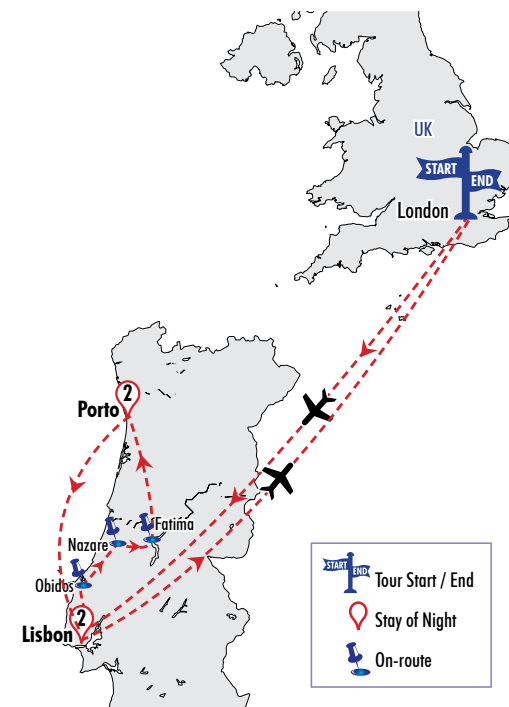 UK
START
END
London
2
Porto
Fatima
Nazare
Obidos
2
Lisbon
START
END
Tour Start / End
Stay of Night
On-route